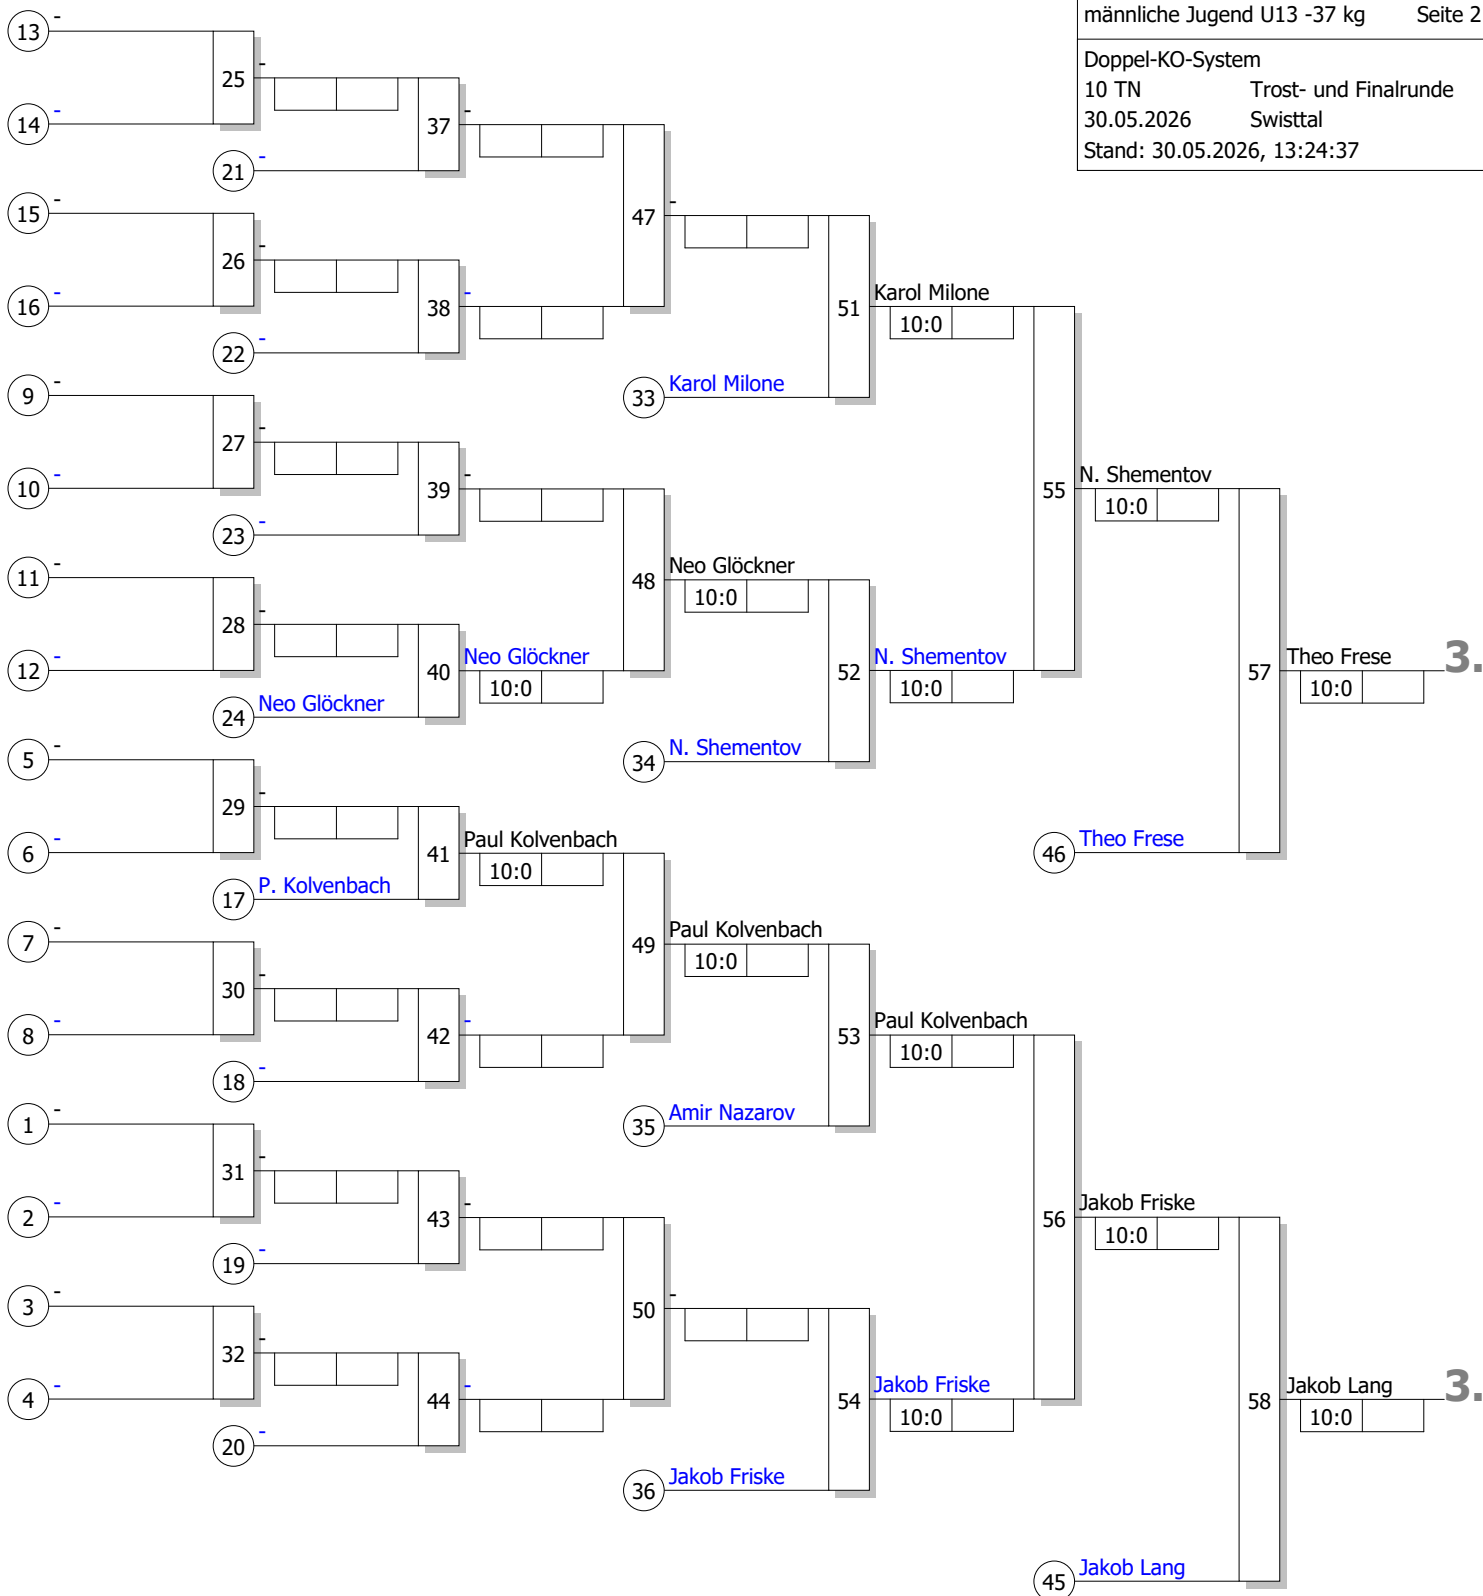 männliche Jugend U13 -37 kg Seite 2
Doppel-KO-System
10 TN Trost- und Finalrunde
30.05.2026 Swisttal
Stand: 30.05.2026, 13:24:37
13 -
25 -
14 -
37 -
21 -
15 -
47 -
26 -
16 -
38 -
51 Karol Milone
10:0
22 -
33 Karol Milone
9 -
27 -
10 -
39 -
55 N. Shementov
10:0
23 -
11 -
48 Neo Glöckner
10:0
28 -
12 -
40 Neo Glöckner
10:0
52 N. Shementov
10:0
57 Theo Frese 3.
10:0
24 Neo Glöckner
5 -
34 N. Shementov
29 -
6 -
41 Paul Kolvenbach
10:0
46 Theo Frese
17 P. Kolvenbach
7 -
49 Paul Kolvenbach
10:0
30 -
8 -
42 -
53 Paul Kolvenbach
10:0
18 -
1 -
35 Amir Nazarov
31 -
2 -
43 -
56 Jakob Friske
10:0
19 -
3 -
50 -
32 -
4 -
44 -
54 Jakob Friske
10:0
58 Jakob Lang 3.
10:0
20 -
36 Jakob Friske
45 Jakob Lang